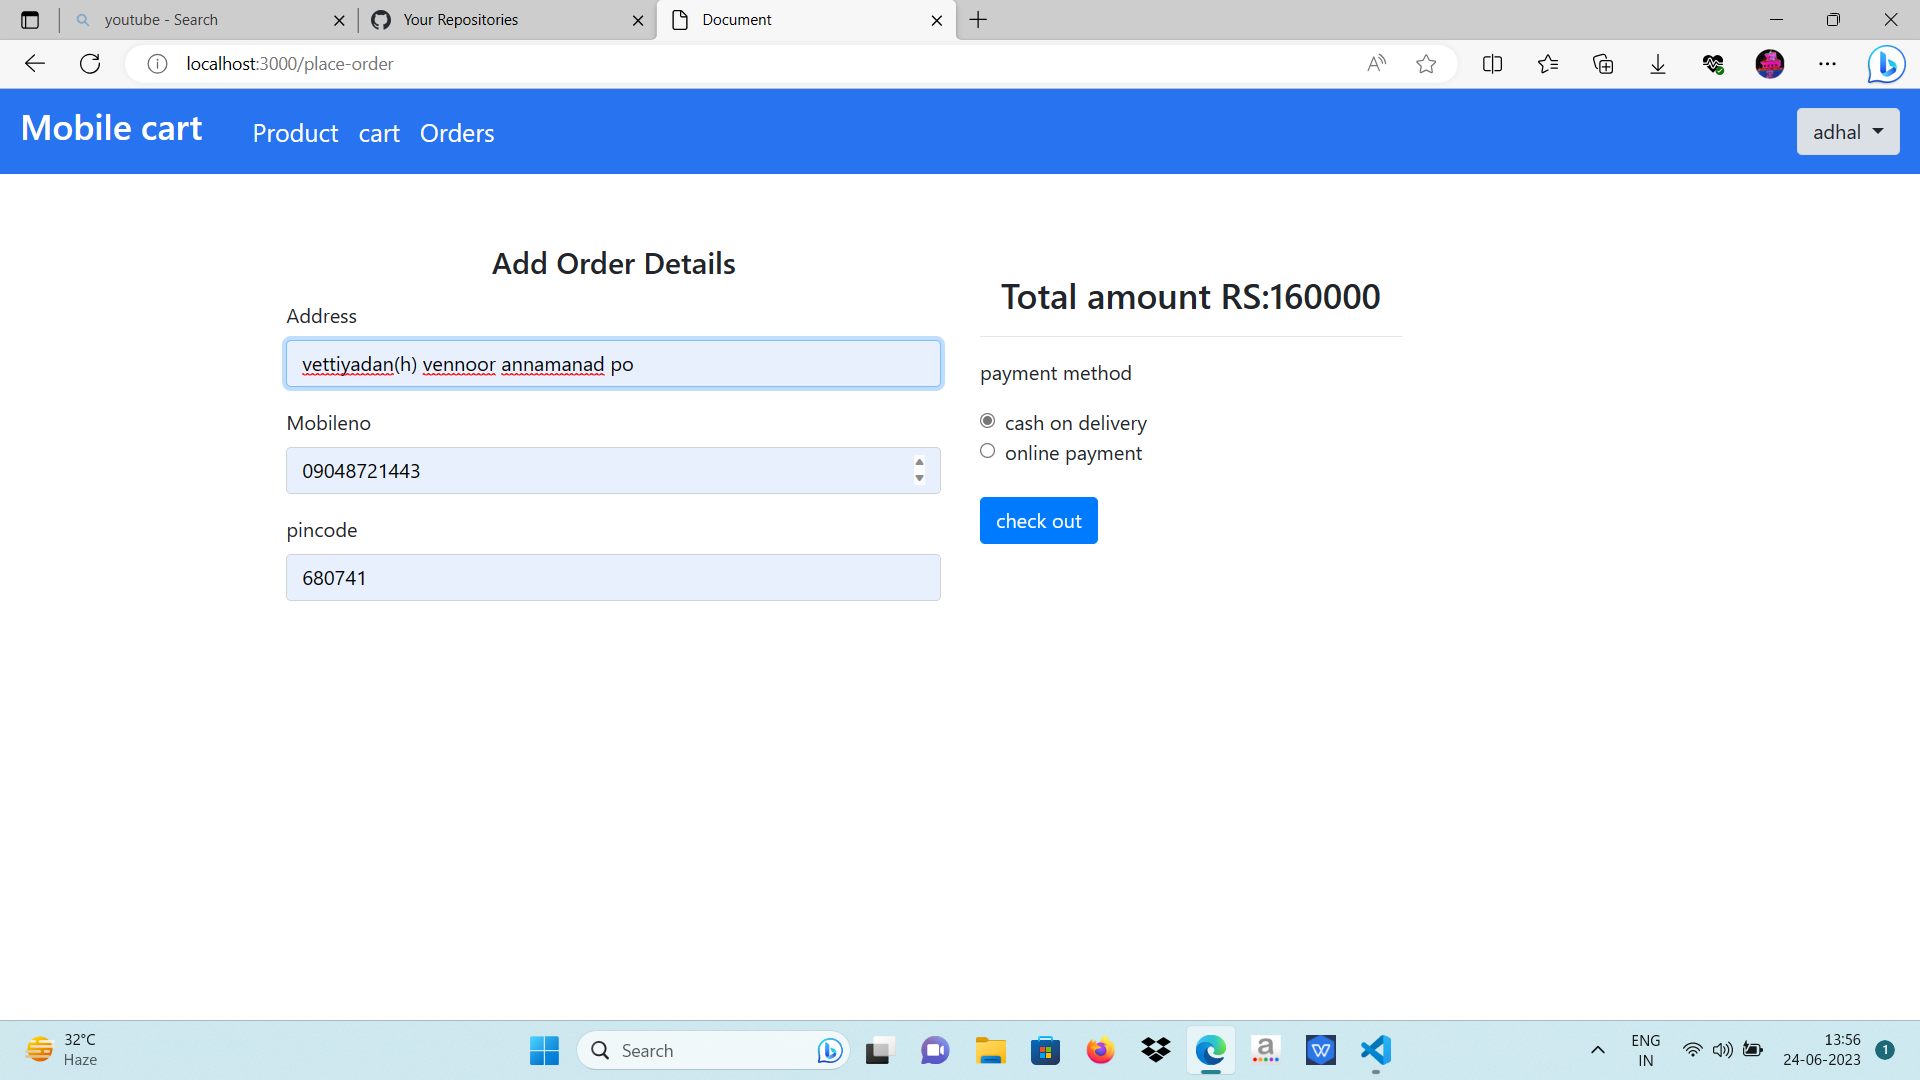 youtube - Search
Your Repositories
Document
localhost:3000/place-order
Mobile cart
Product
cart
Orders
adhal
Add Order Details
Address
vettiyadan(h) vennoor annamanad po
Mobileno
09048721443
pincode
680741
Total amount RS:160000
payment method
cash on delivery
online payment
check out
32°C
Haze
Search
ENG
IN
13:56
24-06-2023
1